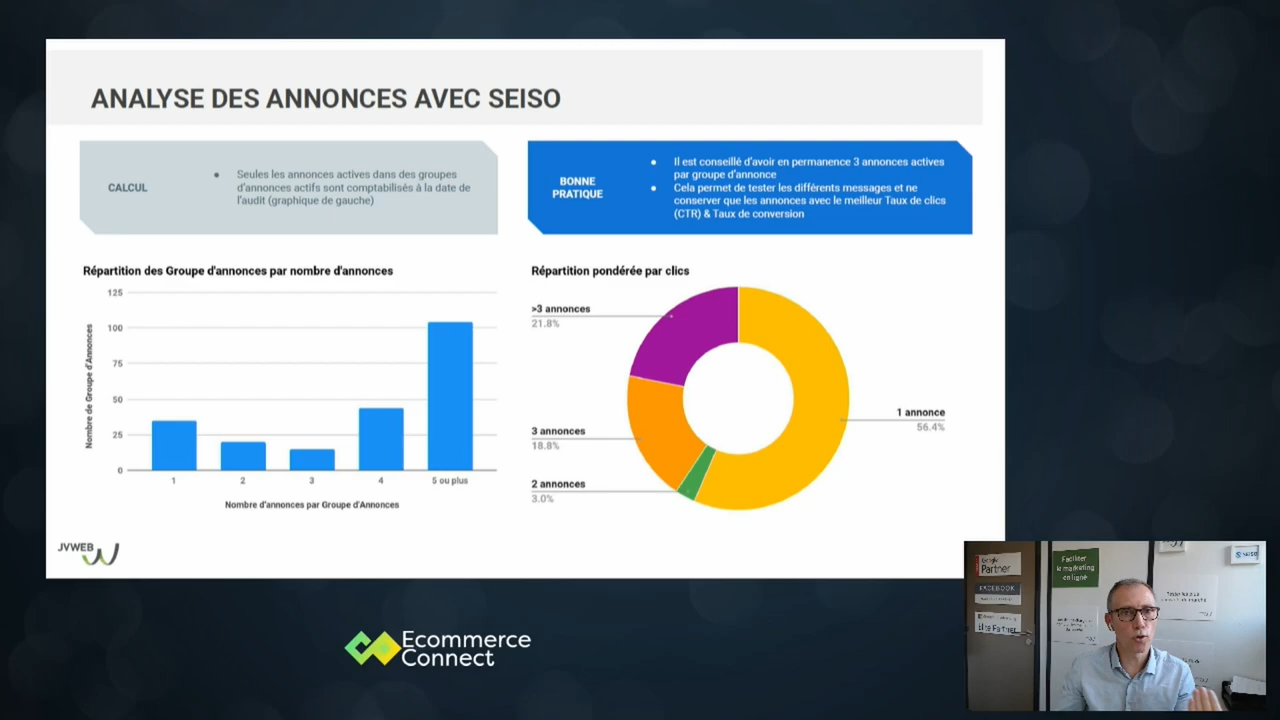 ANALYSE DES ANNONCES AVEC SEISO
CALCUL
● Seules les annonces actives dans des groupes
d'annonces actifs sont comptabilisés à la date de
l'audit (graphique de gauche)
BONNE
PRATIQUE
● Il est conseillé d'avoir en permanence 3 annonces actives
par groupe d'annonce
● Cela permet de tester les différents messages et ne
conserver que les annonces avec le meilleur Taux de clics
(CTR) & Taux de conversion
Répartition des Groupe d'annonces par nombre d'annonces
125
100
75
50
25
0
Nombre de Groupe d'Annonces
1 2 3 4 5 ou plus
Nombre d'annonces par Groupe d'Annonces
Répartition pondérée par clics
>3 annonces
21.8%
3 annonces
18.8%
2 annonces
3.0%
1 annonce
56.4%
JVWEB
Ecommerce
Connect
Google
Partner
FACEBOOK
Elite Partner
Faciliter
le marketing
en ligne